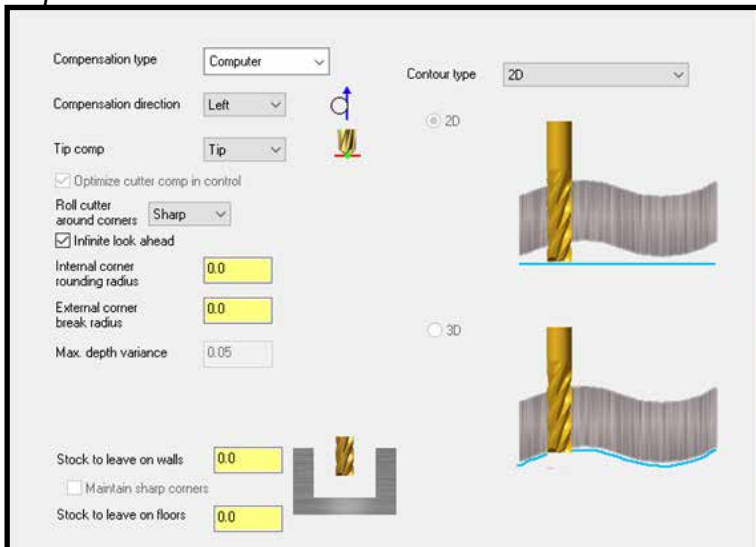 Compensation type Computer
Contour type 2D
Compensation direction Left
2D
Tip comp Tip
Optimize cutter comp in control
Roll cutter
around corners Sharp
Infinite look ahead
Internal corner
rounding radius 0.0
External corner
break radius 0.0
3D
Max. depth variance 0.05
Stock to leave on walls 0.0
Maintain sharp corners
Stock to leave on floors 0.0